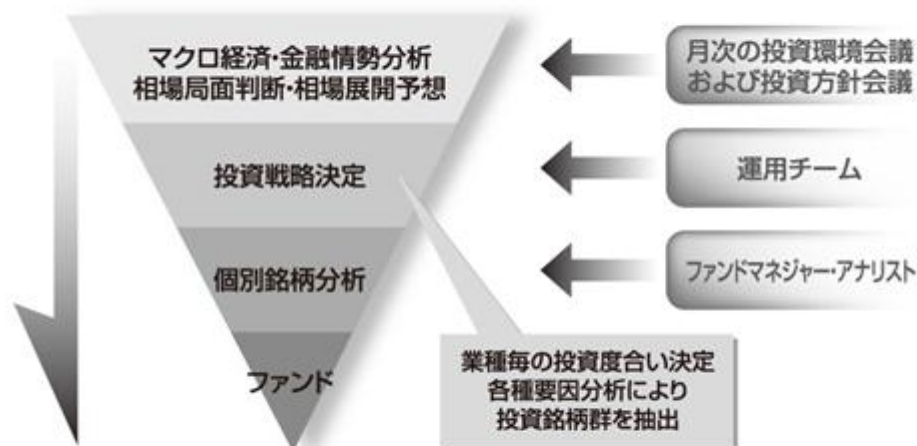 マクロ経済・金融情勢分析
相場局面判断・相場展開予想
月次の投資環境会議
および投資方針会議
投資戦略決定
運用チーム
個別銘柄分析
ファンドマネジャー・アナリスト
ファンド
業種毎の投資度合い決定
各種要因分析により
投資銘柄群を抽出